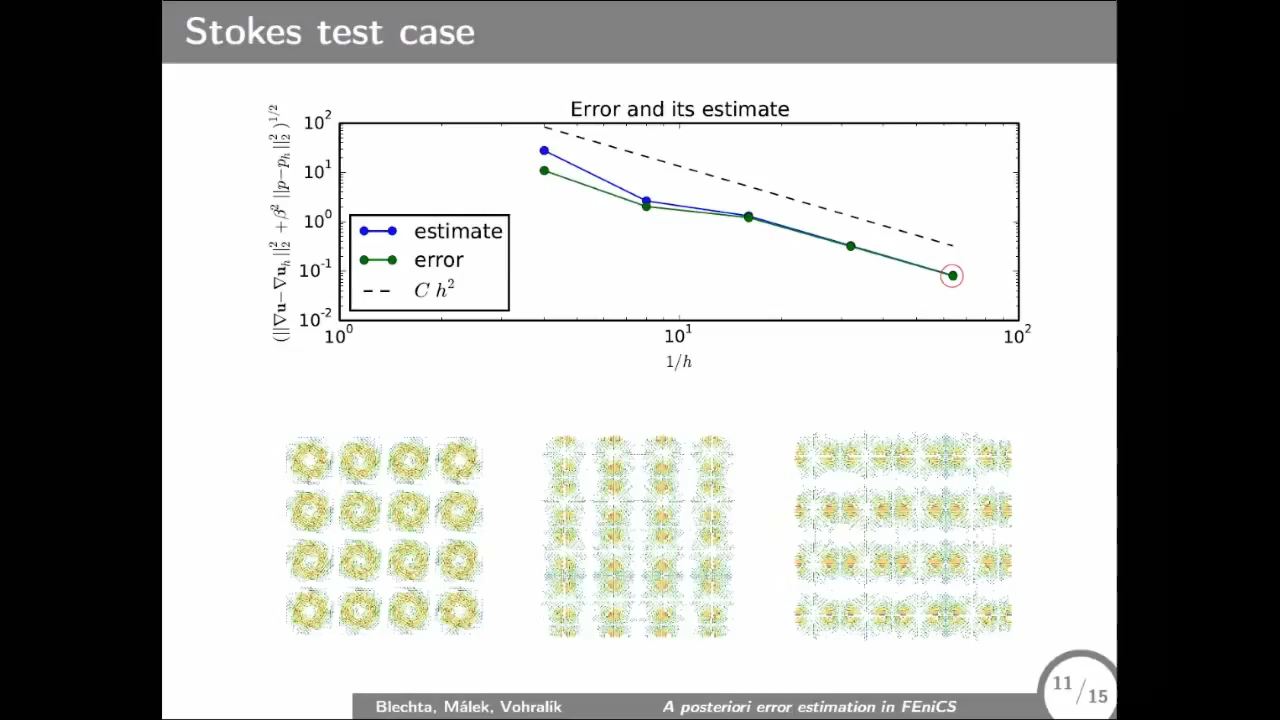 Stokes test case
Error and its estimate
(||∇u−∇u_h||_2^2 + β^2 ||p−p_h||_2^2)^{1/2}
10^2
10^1
10^0
10^-1
10^-2
estimate
error
C h^2
10^0 10^1 10^2
1/h
11/15
Blechta, Málek, Vohralík A posteriori error estimation in FEniCS